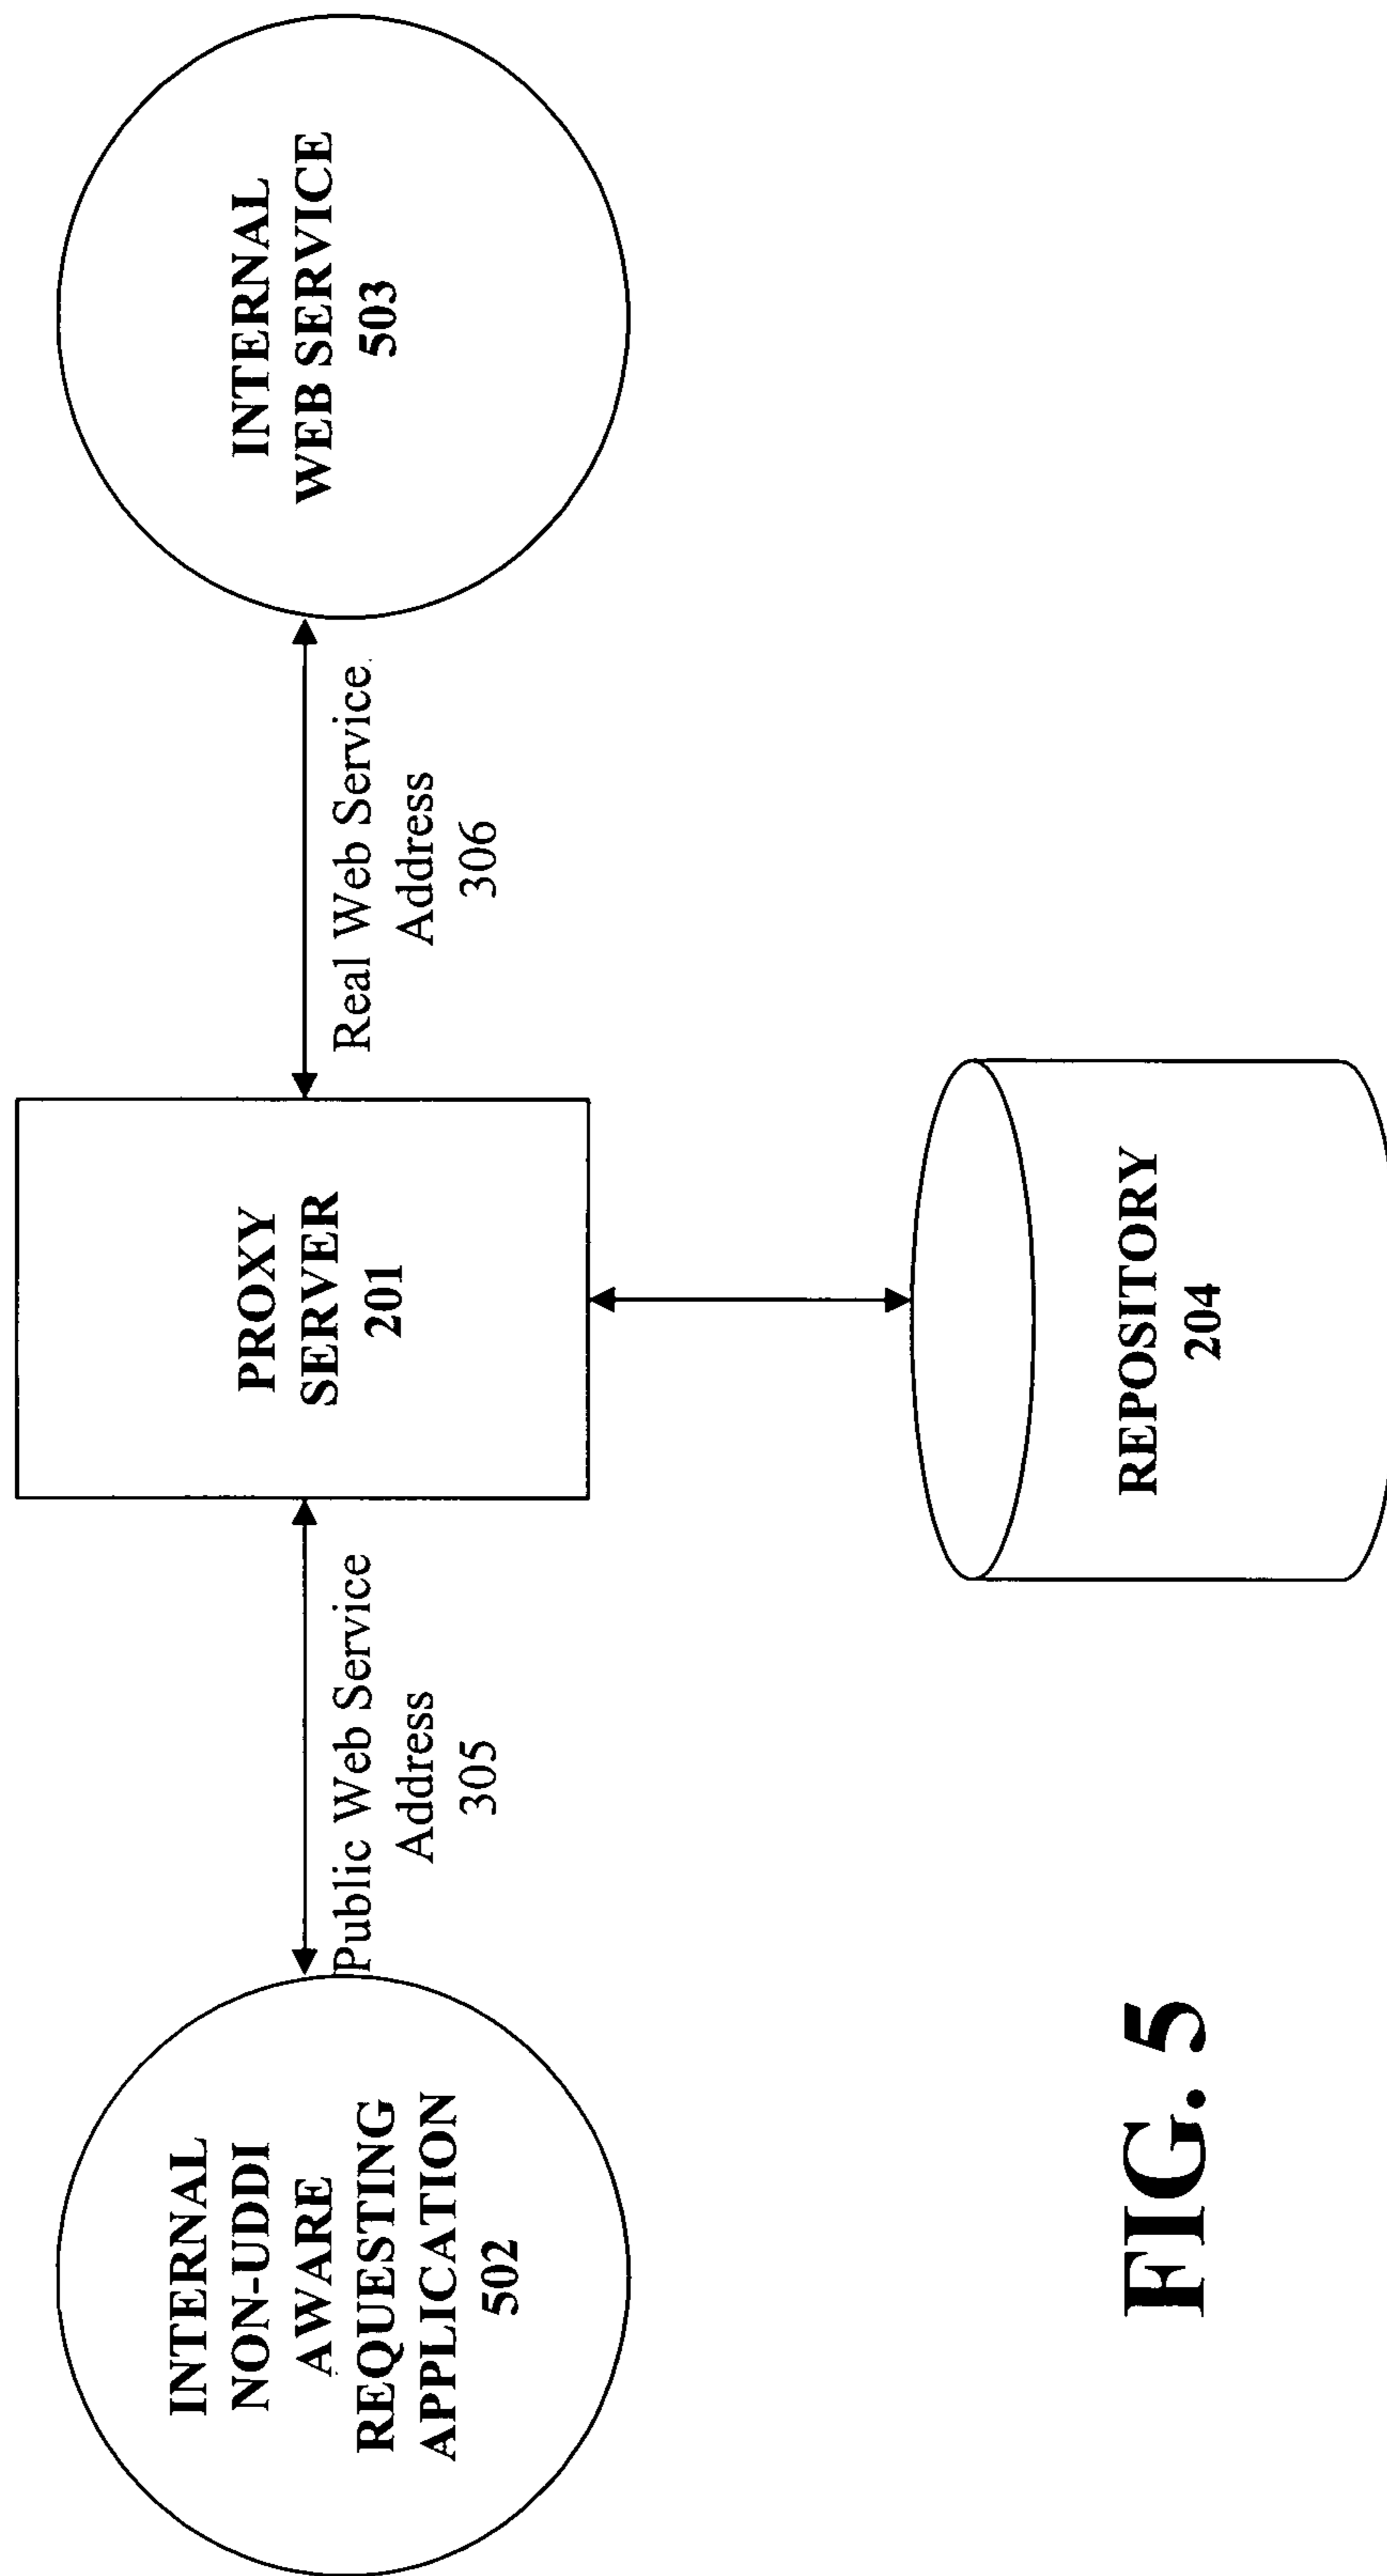 INTERNAL
NON-UDDI
AWARE
REQUESTING
APPLICATION
502
Public Web Service
Address
305
PROXY
SERVER
201
Real Web Service
Address
306
INTERNAL
WEB SERVICE
503
REPOSITORY
204
FIG. 5